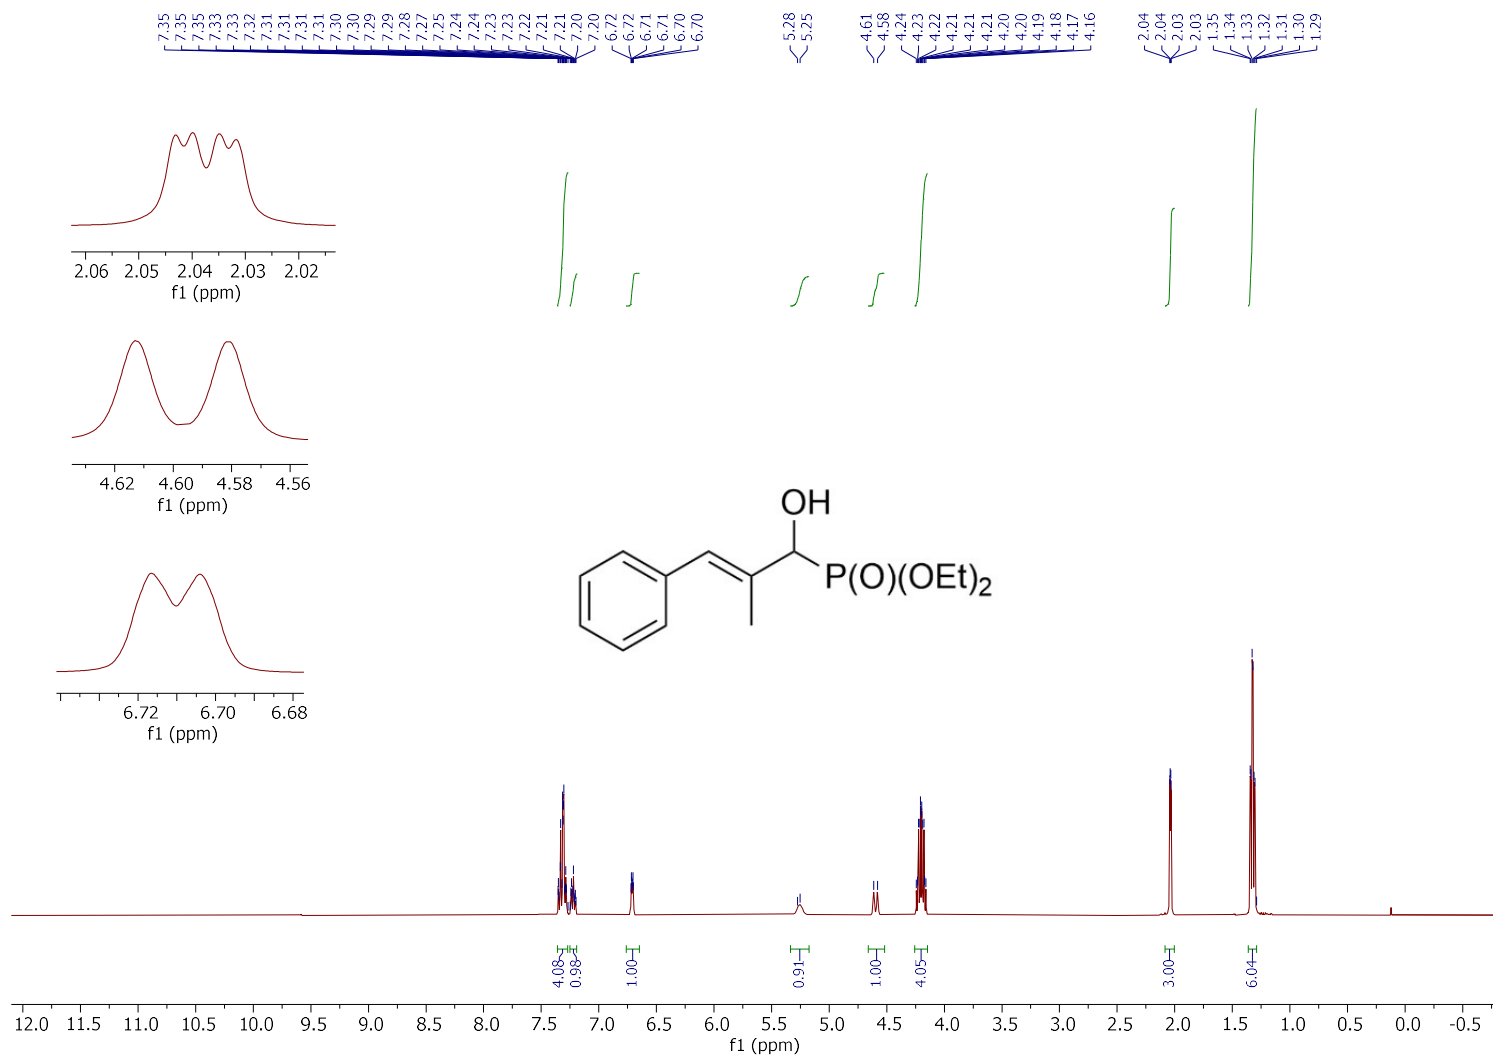 7.35 7.35 7.35 7.33 7.33 7.32 7.31 7.31 7.31 7.31 7.30 7.30 7.29 7.29 7.28 7.27 7.25 7.24 7.24 7.23 7.23 7.22 7.21 7.21 7.20 7.20 6.72 6.72 6.71 6.71 6.70 6.70 5.28 5.25 4.61 4.58 4.24 4.23 4.22 4.21 4.21 4.21 4.20 4.20 4.19 4.18 4.17 4.16 2.04 2.04 2.03 2.03 1.35 1.34 1.33 1.32 1.31 1.30 1.29
2.06 2.05 2.04 2.03 2.02
f1 (ppm)
4.62 4.60 4.58 4.56
f1 (ppm)
6.72 6.70 6.68
f1 (ppm)
OH
P(O)(OEt)2
4.08 0.98 1.00 0.91 1.00 4.05 3.00 6.04
12.0 11.5 11.0 10.5 10.0 9.5 9.0 8.5 8.0 7.5 7.0 6.5 6.0 5.5 5.0 4.5 4.0 3.5 3.0 2.5 2.0 1.5 1.0 0.5 0.0 -0.5
f1 (ppm)